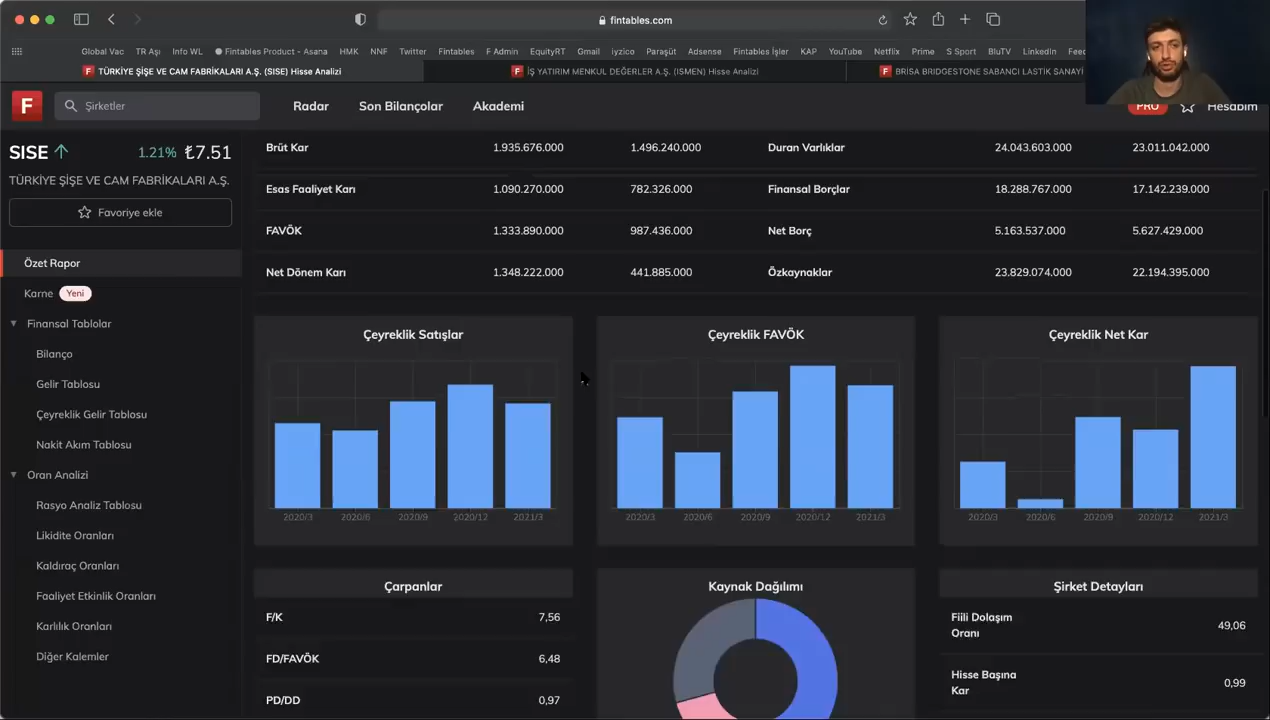 fintables.com
Global Vac TR Aşı Info WL Fintables Product - Asana HMK NNF Twitter Fintables F Admin EquityRT Gmail iyzico Paraşüt Adsense Fintables İşler KAP YouTube Netflix Prime S Sport BluTV LinkedIn
TÜRKİYE ŞİŞE VE CAM FABRİKALARI A.Ş. (SISE) Hisse Analizi
İŞ YATIRIM MENKUL DEĞERLER A.Ş. (ISMEN) Hisse Analizi
BRİSA BRIDGESTONE SABANCI LASTİK SANAYİ
F
Şirketler
Radar
Son Bilançolar
Akademi
PRO
Hesabım
SISE
1.21% ₺7.51
TÜRKİYE ŞİŞE VE CAM FABRİKALARI A.Ş.
Favoriye ekle
Özet Rapor
Karne Yeni
Finansal Tablolar
Bilanço
Gelir Tablosu
Çeyreklik Gelir Tablosu
Nakit Akım Tablosu
Oran Analizi
Rasyo Analiz Tablosu
Likidite Oranları
Kaldıraç Oranları
Faaliyet Etkinlik Oranları
Karlılık Oranları
Diğer Kalemler
Brüt Kar 1.935.676.000 1.496.240.000 Duran Varlıklar 24.043.603.000 23.011.042.000
Esas Faaliyet Karı 1.090.270.000 782.326.000 Finansal Borçlar 18.288.767.000 17.142.239.000
FAVÖK 1.333.890.000 987.436.000 Net Borç 5.163.537.000 5.627.429.000
Net Dönem Karı 1.348.222.000 441.885.000 Özkaynaklar 23.829.074.000 22.194.395.000
Çeyreklik Satışlar
2020/3 2020/6 2020/9 2020/12 2021/3
Çeyreklik FAVÖK
2020/3 2020/6 2020/9 2020/12 2021/3
Çeyreklik Net Kar
2020/3 2020/6 2020/9 2020/12 2021/3
Çarpanlar
F/K 7,56
FD/FAVÖK 6,48
PD/DD 0,97
Kaynak Dağılımı
Şirket Detayları
Fiili Dolaşım
Oranı
49,06
Hisse Başına
Kar
0,99